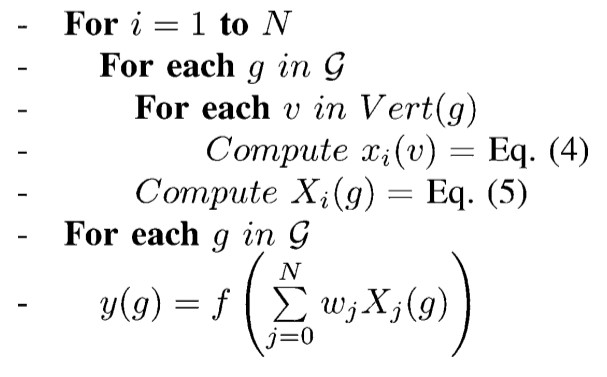 - For i = 1 to N
- For each g in 𝒢
- For each v in Vert(g)
- Compute x_i(v) = Eq. (4)
- Compute X_i(g) = Eq. (5)
- For each g in 𝒢
- y(g) = f ( \sum_{j=0}^{N} w_j X_j(g) )